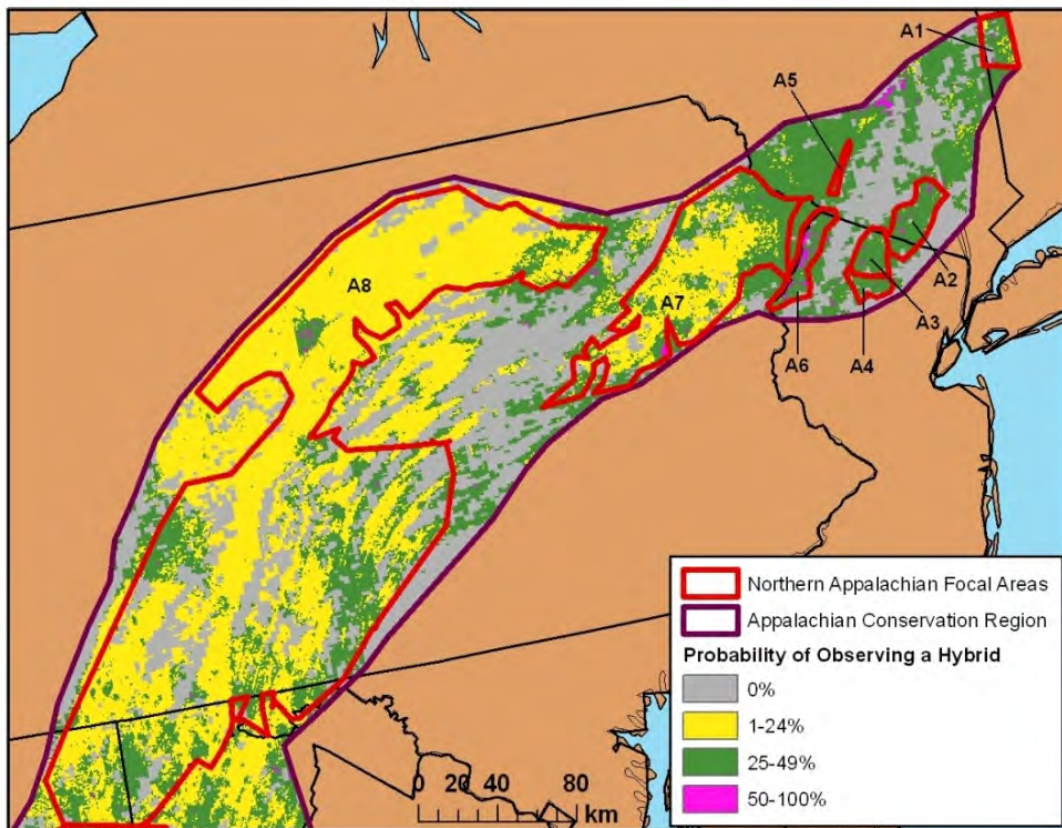 A1
A5
A8
A7
A2
A3
A6
A4
Northern Appalachian Focal Areas
Appalachian Conservation Region
Probability of Observing a Hybrid
0%
1-24%
25-49%
50-100%
0 20 40 80
km